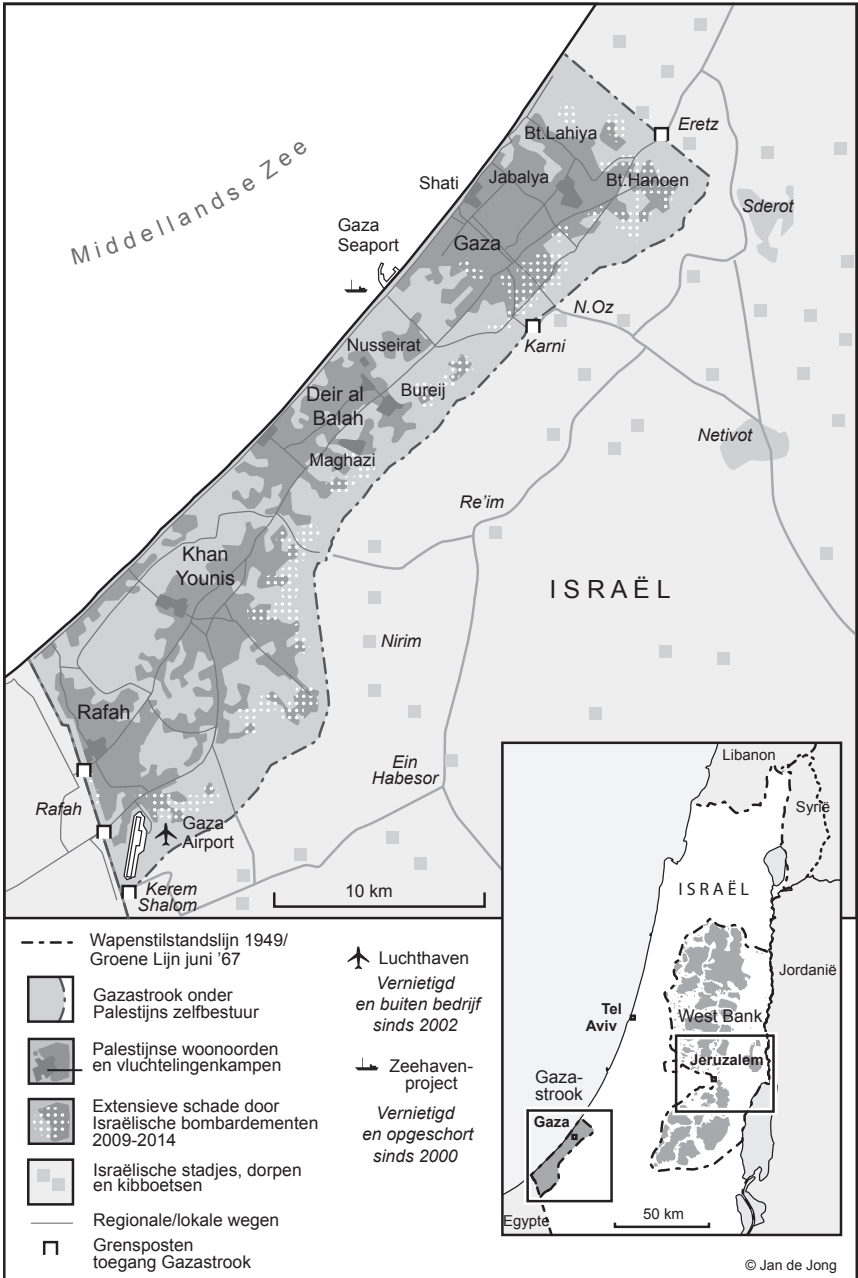 Middellandse Zee
Bt.Lahiya
Eretz
Shati
Jabalya
Bt.Hanoen
Sderot
Gaza
Seaport
Gaza
N.Oz
Karni
Nusseirat
Deir al
Balah
Bureij
Netivot
Maghazi
Re'im
Khan
Younis
ISRAËL
Nirim
Rafah
Ein
Habesor
Rafah
Gaza
Airport
Kerem
Shalom
10 km
Wapenstilstandslijn 1949/
Groene Lijn juni '67
Gazastrook onder
Palestijns zelfbestuur
Palestijnse woonoorden
en vluchtelingenkampen
Extensieve schade door
Israëlische bombardementen
2009-2014
Israëlische stadjes, dorpen
en kibboetsen
Regionale/lokale wegen
Grensposten
toegang Gazastrook
Luchthaven
Vernietigd
en buiten bedrijf
sinds 2002
Zeehaven-
project
Vernietigd
en opgeschort
sinds 2000
Libanon
Syrië
ISRAËL
Jordanië
Tel
Aviv
West Bank
Jeruzalem
Gaza-
strook
Gaza
Egypte
50 km
© Jan de Jong